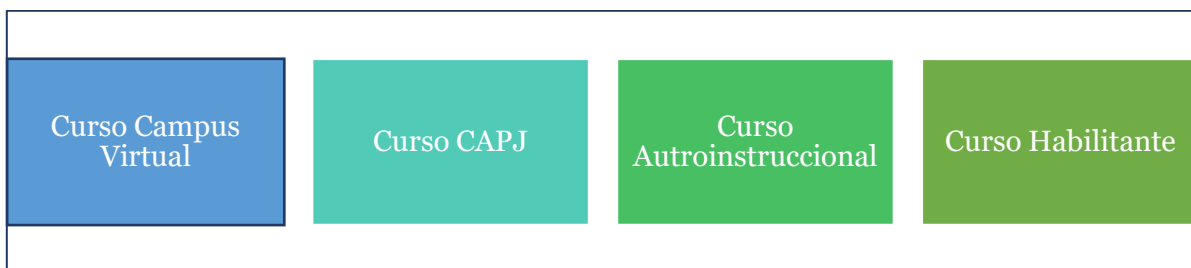 Curso Campus
Virtual
Curso CAPJ
Curso
Autroinstruccional
Curso Habilitante